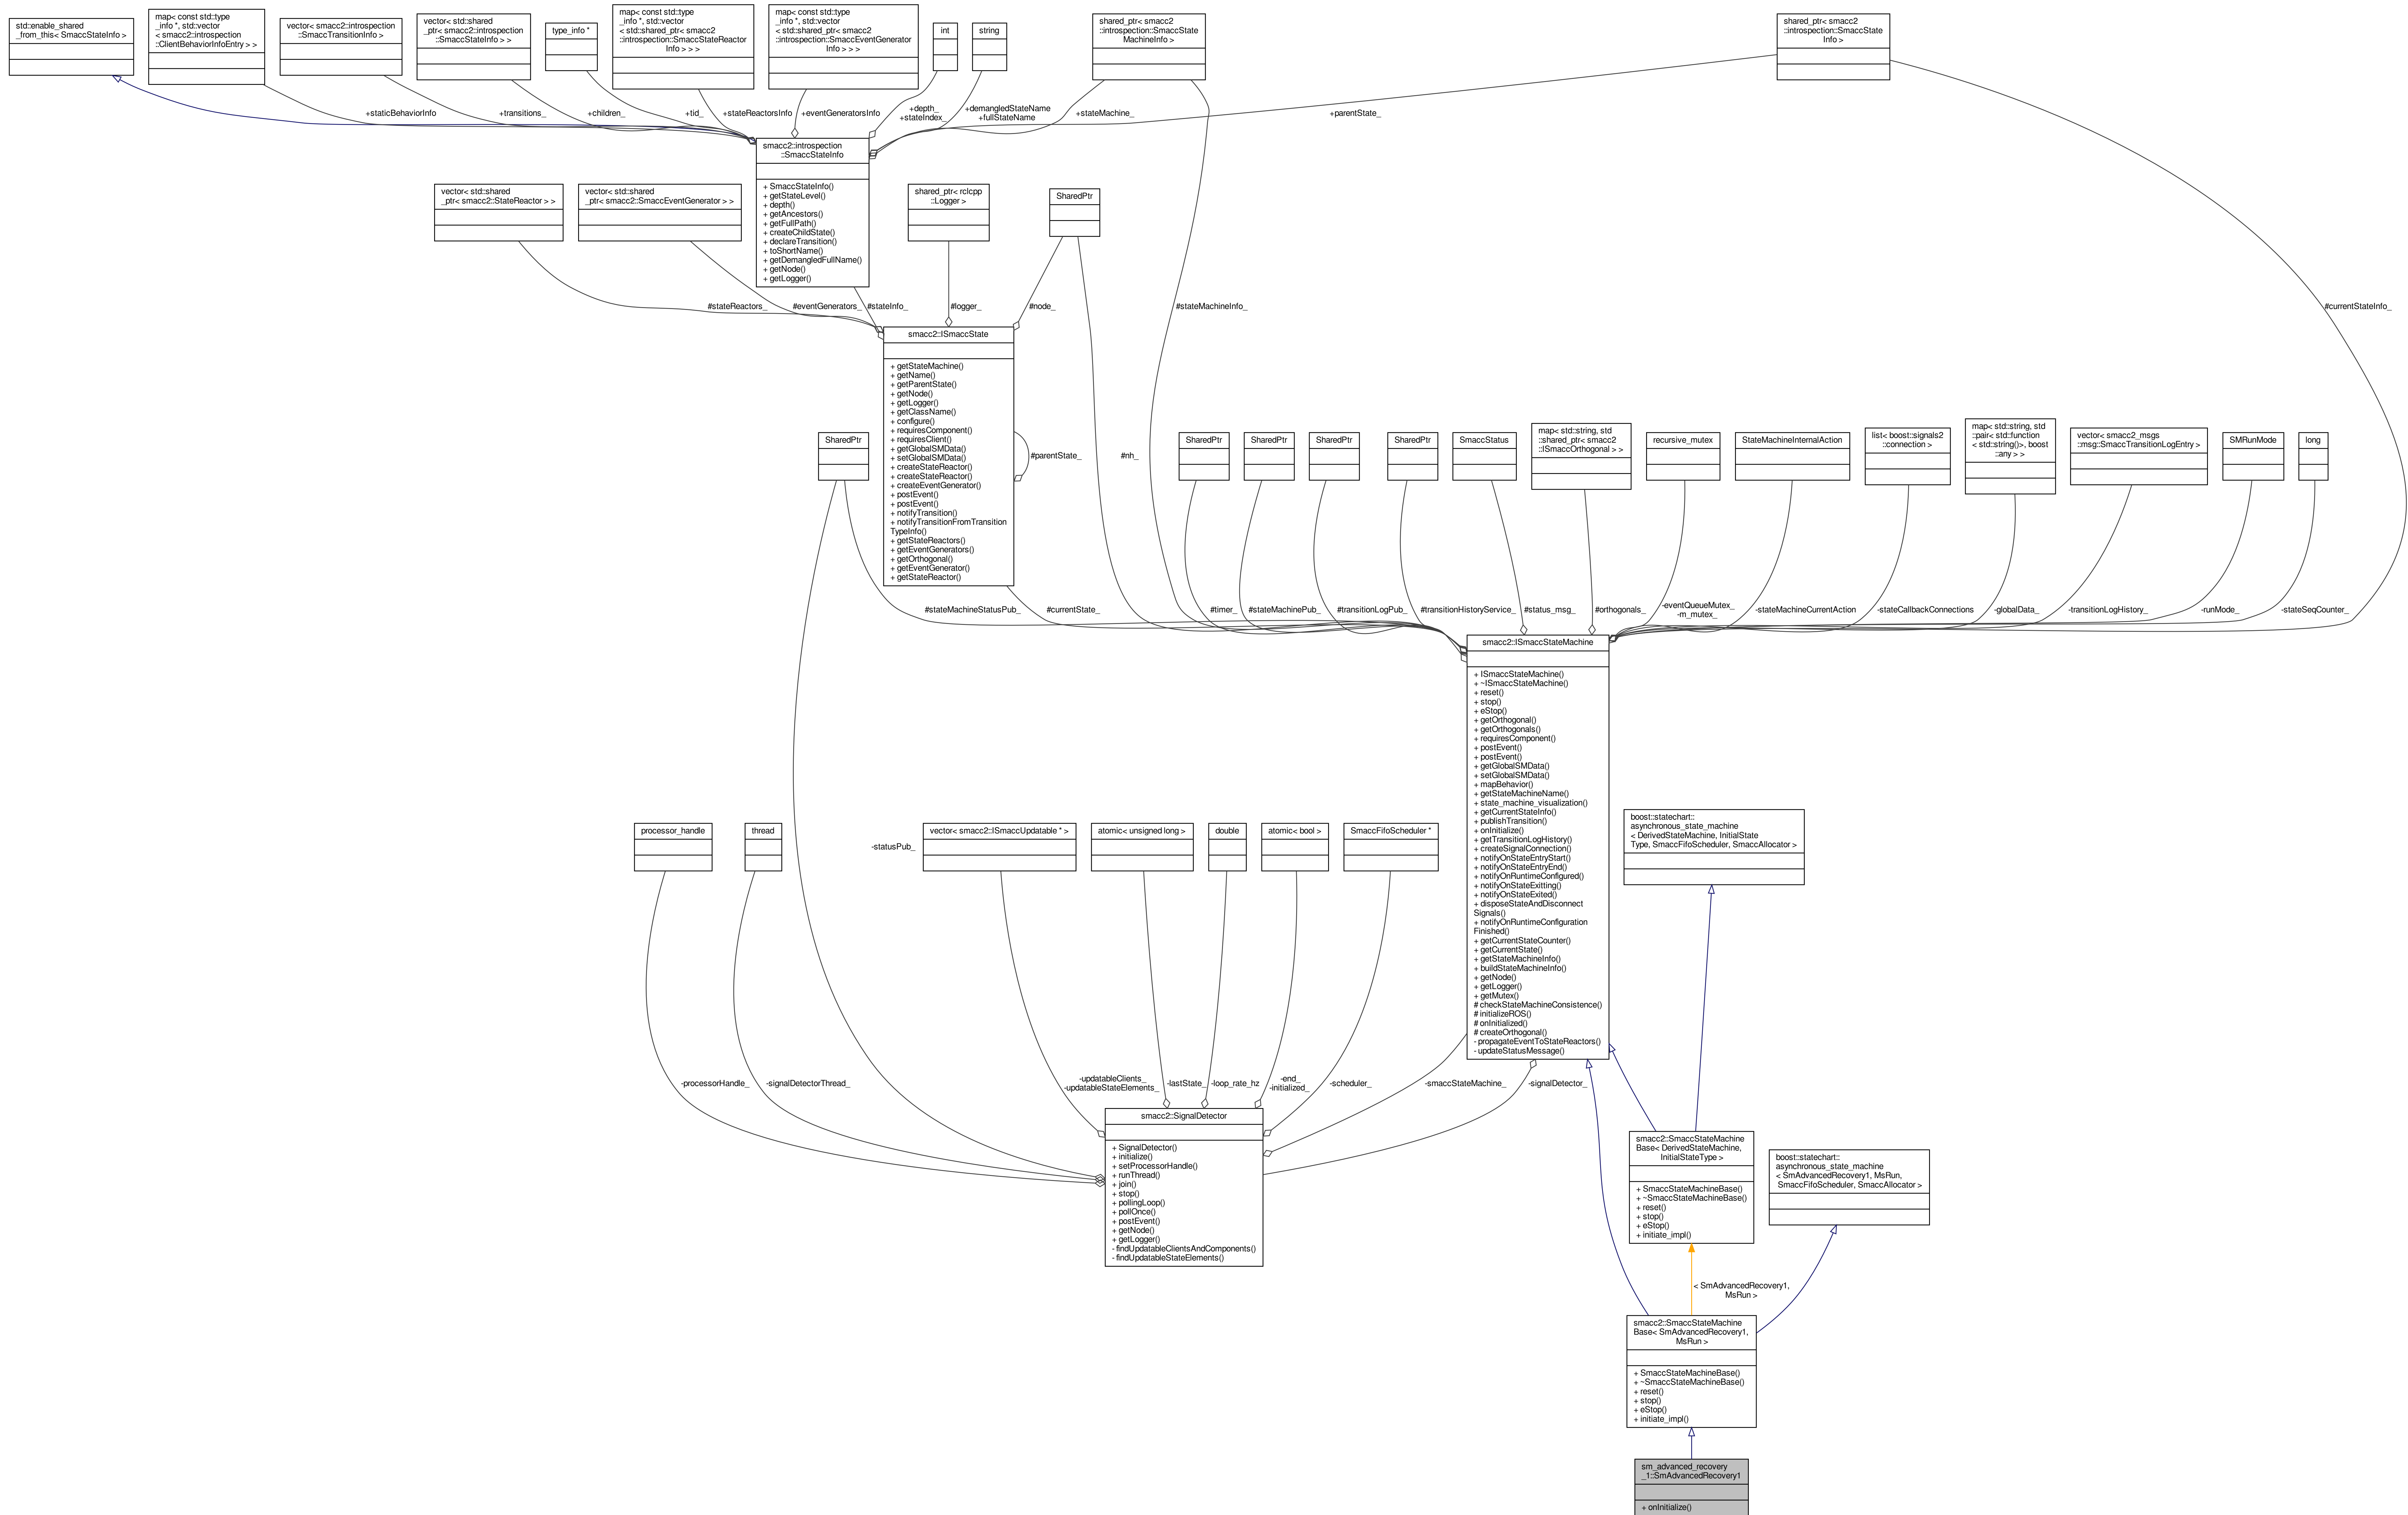 std::enable_shared
_from_this< SmaccStateInfo >
map< const std::type
_info *, std::vector
< smacc2::introspection
::ClientBehaviorInfoEntry > >
vector< smacc2::introspection
::SmaccTransitionInfo >
vector< std::shared
_ptr< smacc2::introspection
::SmaccStateInfo > >
type_info *
map< const std::type
_info *, std::vector
< std::shared_ptr< smacc2
::introspection::SmaccStateReactor
Info > > >
map< const std::type
_info *, std::vector
< std::shared_ptr< smacc2
::introspection::SmaccEventGenerator
Info > > >
int
string
shared_ptr< smacc2
::introspection::SmaccState
MachineInfo >
shared_ptr< smacc2
::introspection::SmaccState
Info >
+staticBehaviorInfo
+transitions_
+children_
+tid_
+stateReactorsInfo
+eventGeneratorsInfo
+depth_
+stateIndex_
+demangledStateName
+fullStateName
+stateMachine_
+parentState_
smacc2::introspection
::SmaccStateInfo
+ SmaccStateInfo()
+ getStateLevel()
+ depth()
+ getAncestors()
+ getFullPath()
+ createChildState()
+ declareTransition()
+ toShortName()
+ getDemangledFullName()
+ getNode()
+ getLogger()
vector< std::shared
_ptr< smacc2::StateReactor > >
vector< std::shared
_ptr< smacc2::SmaccEventGenerator > >
shared_ptr< rclcpp
::Logger >
SharedPtr
#stateReactors_
#eventGenerators_
#stateInfo_
#logger_
#node_
#stateMachineInfo_
#currentStateInfo_
smacc2::ISmaccState
+ getStateMachine()
+ getName()
+ getParentState()
+ getNode()
+ getLogger()
+ getClassName()
+ configure()
+ requiresComponent()
+ requiresClient()
+ getGlobalSMData()
+ setGlobalSMData()
+ createStateReactor()
+ createStateReactor()
+ createEventGenerator()
+ postEvent()
+ postEvent()
+ notifyTransition()
+ notifyTransitionFromTransition
TypeInfo()
+ getStateReactors()
+ getEventGenerators()
+ getOrthogonal()
+ getEventGenerator()
+ getStateReactor()
#parentState_
#nh_
SharedPtr
SharedPtr
SharedPtr
SharedPtr
SharedPtr
SmaccStatus
map< std::string, std
::shared_ptr< smacc2
::ISmaccOrthogonal > >
recursive_mutex
StateMachineInternalAction
list< boost::signals2
::connection >
map< std::string, std
::pair< std::function
< std::string()>, boost
::any > >
vector< smacc2_msgs
::msg::SmaccTransitionLogEntry >
SMRunMode
long
#stateMachineStatusPub_
#currentState_
#timer_
#stateMachinePub_
#transitionLogPub_
#transitionHistoryService_
#status_msg_
#orthogonals_
-eventQueueMutex_
-m_mutex_
-stateMachineCurrentAction
-stateCallbackConnections
-globalData_
-transitionLogHistory_
-runMode_
-stateSeqCounter_
smacc2::ISmaccStateMachine
+ ISmaccStateMachine()
+ ~ISmaccStateMachine()
+ reset()
+ stop()
+ eStop()
+ getOrthogonal()
+ getOrthogonals()
+ requiresComponent()
+ postEvent()
+ postEvent()
+ getGlobalSMData()
+ setGlobalSMData()
+ mapBehavior()
+ getStateMachineName()
+ state_machine_visualization()
+ getCurrentStateInfo()
+ publishTransition()
+ onInitialize()
+ getTransitionLogHistory()
+ createSignalConnection()
+ notifyOnStateEntryStart()
+ notifyOnStateEntryEnd()
+ notifyOnRuntimeConfigured()
+ notifyOnStateExitting()
+ notifyOnStateExited()
+ disposeStateAndDisconnect
Signals()
+ notifyOnRuntimeConfiguration
Finished()
+ getCurrentStateCounter()
+ getCurrentState()
+ getStateMachineInfo()
+ buildStateMachineInfo()
+ getNode()
+ getLogger()
+ getMutex()
# checkStateMachineConsistence()
# initializeROS()
# onInitialized()
# createOrthogonal()
- propagateEventToStateReactors()
- updateStatusMessage()
processor_handle
thread
-statusPub_
vector< smacc2::ISmaccUpdatable * >
atomic< unsigned long >
double
atomic< bool >
SmaccFifoScheduler *
boost::statechart::
asynchronous_state_machine
< DerivedStateMachine, InitialState
Type, SmaccFifoScheduler, SmaccAllocator >
-processorHandle_
-signalDetectorThread_
-updatableClients_
-updatableStateElements_
-lastState_
-loop_rate_hz
-end_
-initialized_
-scheduler_
-smaccStateMachine_
-signalDetector_
smacc2::SignalDetector
+ SignalDetector()
+ initialize()
+ setProcessorHandle()
+ runThread()
+ join()
+ stop()
+ pollingLoop()
+ pollOnce()
+ postEvent()
+ getNode()
+ getLogger()
- findUpdatableClientsAndComponents()
- findUpdatableStateElements()
smacc2::SmaccStateMachine
Base< DerivedStateMachine,
InitialStateType >
+ SmaccStateMachineBase()
+ ~SmaccStateMachineBase()
+ reset()
+ stop()
+ eStop()
+ initiate_impl()
boost::statechart::
asynchronous_state_machine
< SmAdvancedRecovery1, MsRun,
SmaccFifoScheduler, SmaccAllocator >
< SmAdvancedRecovery1,
MsRun >
smacc2::SmaccStateMachine
Base< SmAdvancedRecovery1,
MsRun >
+ SmaccStateMachineBase()
+ ~SmaccStateMachineBase()
+ reset()
+ stop()
+ eStop()
+ initiate_impl()
sm_advanced_recovery
_1::SmAdvancedRecovery1
+ onInitialize()